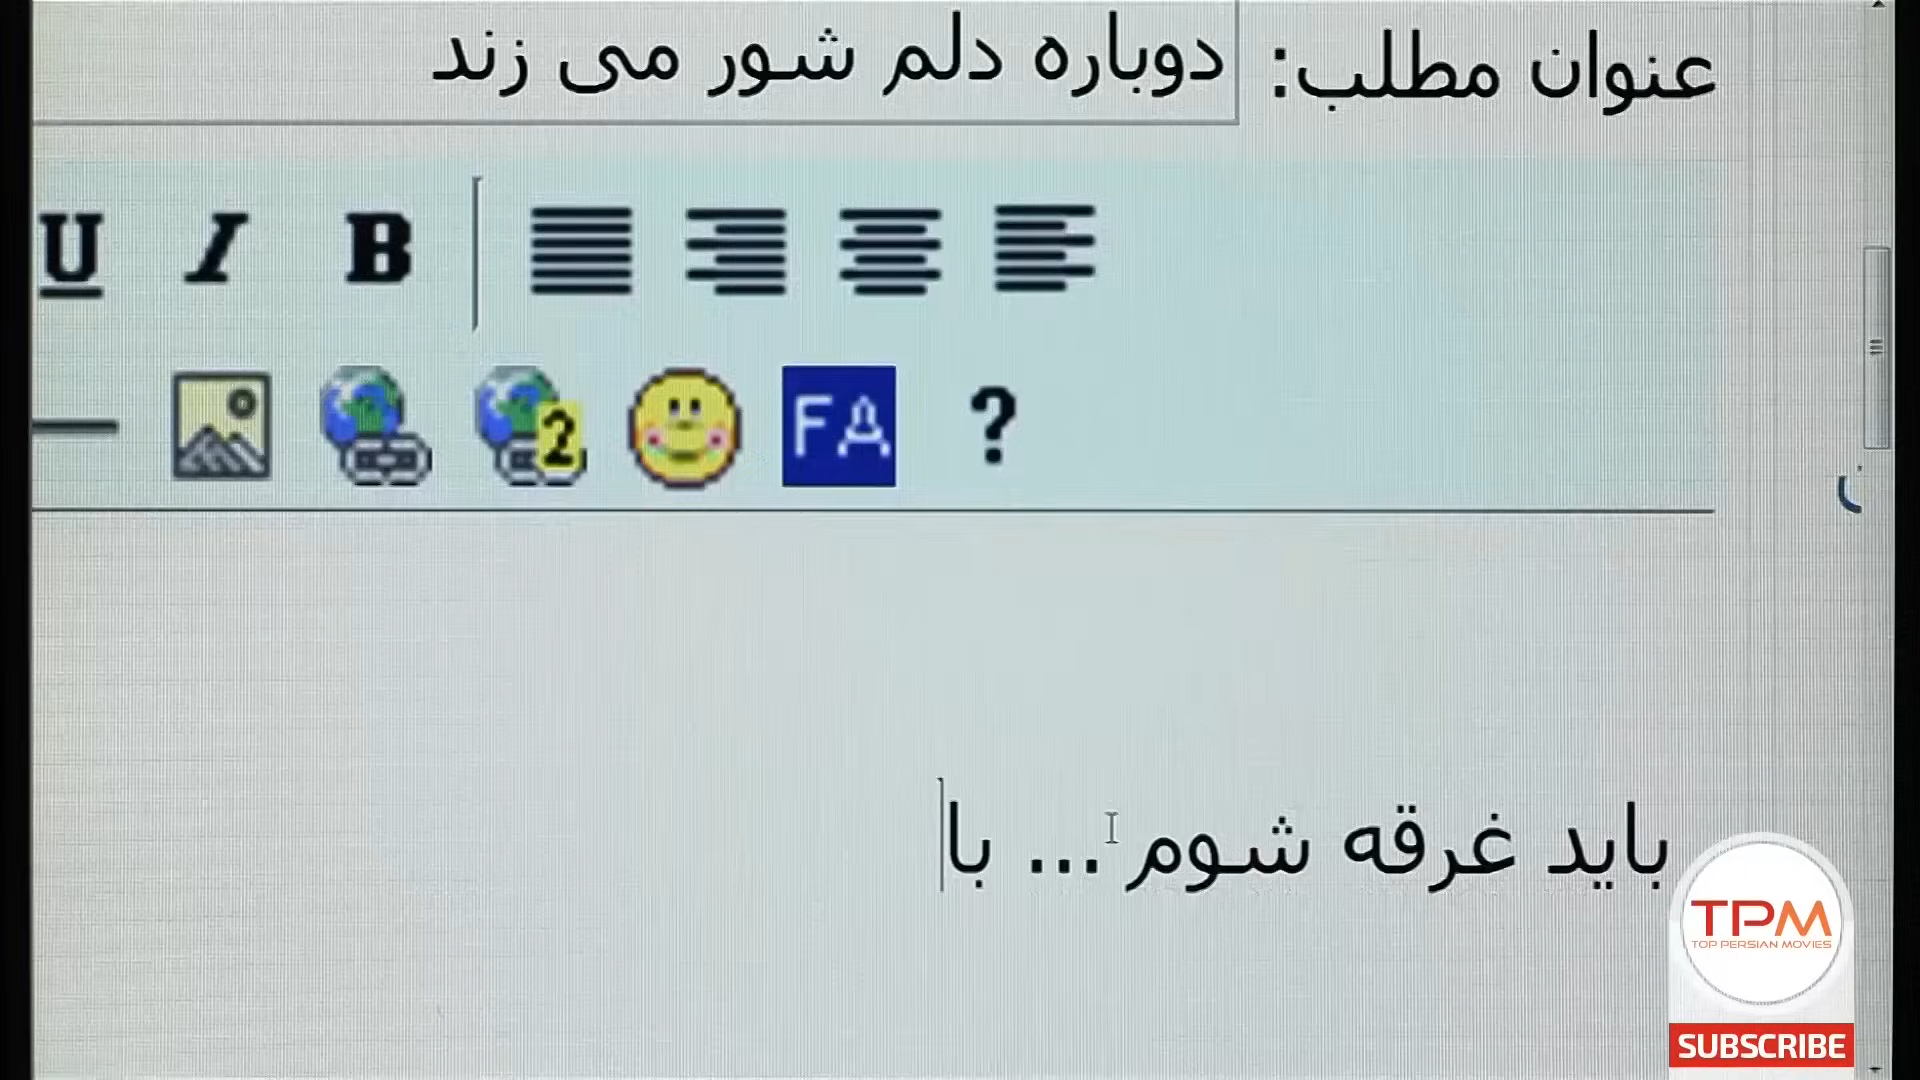 عنوان مطلب: دوباره دلم شور می زند
U I B
FA ?
باید غرقه شوم... با
TPM
TOP PERSIAN MOVIES
SUBSCRIBE